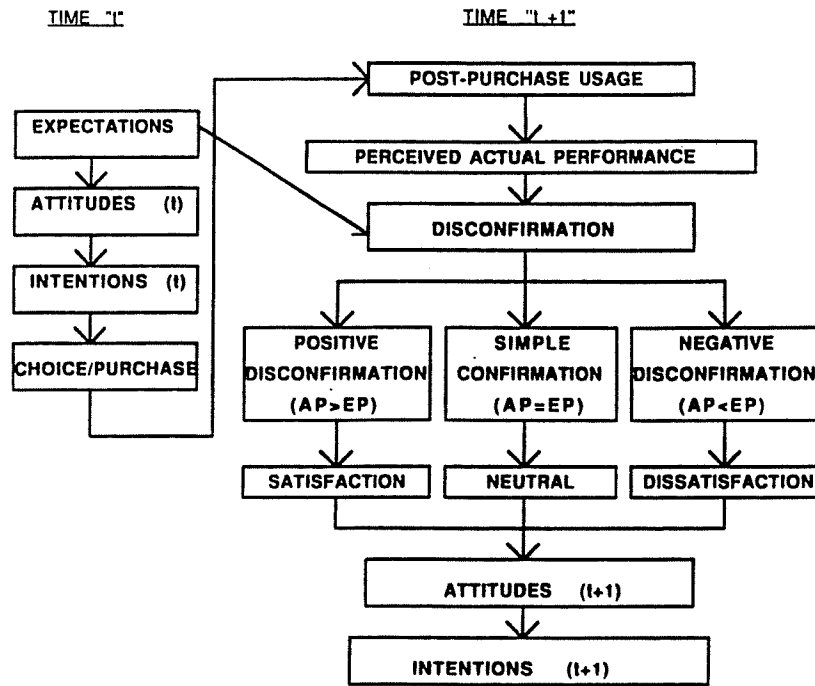 TIME "t"
TIME "t +1"
POST-PURCHASE USAGE
EXPECTATIONS
PERCEIVED ACTUAL PERFORMANCE
ATTITUDES (t)
DISCONFIRMATION
INTENTIONS (t)
CHOICE/PURCHASE
POSITIVE
DISCONFIRMATION
(AP>EP)
SIMPLE
CONFIRMATION
(AP=EP)
NEGATIVE
DISCONFIRMATION
(AP<EP)
SATISFACTION
NEUTRAL
DISSATISFACTION
ATTITUDES (t+1)
INTENTIONS (t+1)